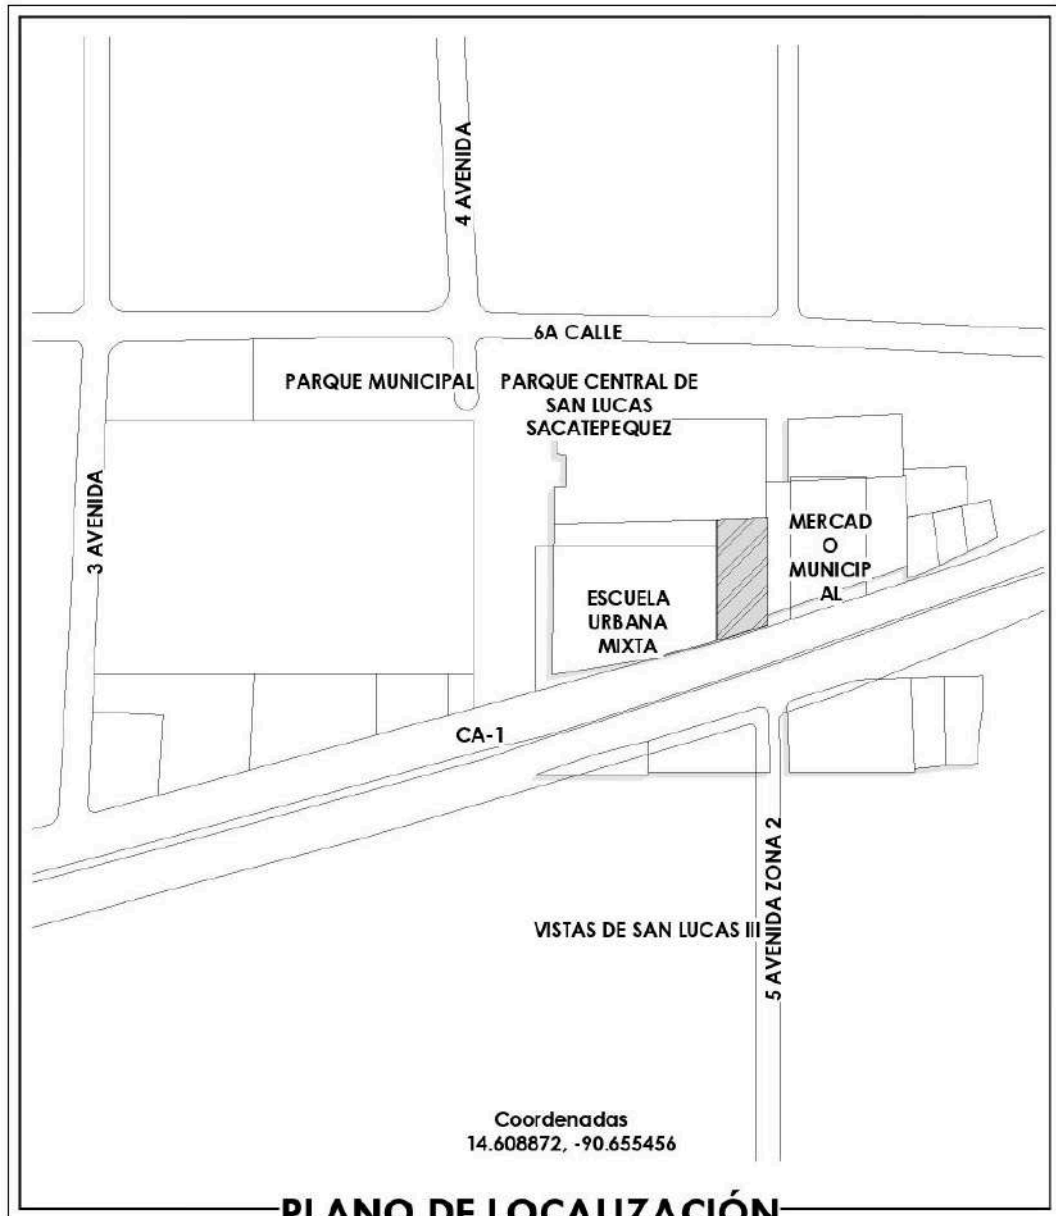 4 AVENIDA
6A CALLE
PARQUE MUNICIPAL
PARQUE CENTRAL DE
SAN LUCAS
SACATEPEQUEZ
3 AVENIDA
MERCAD
O
MUNICIP
AL
ESCUELA
URBANA
MIXTA
CA-1
5 AVENIDA ZONA 2
VISTAS DE SAN LUCAS III
Coordenadas
14.608872, -90.655456
PLANO DE LOCALIZACIÓN